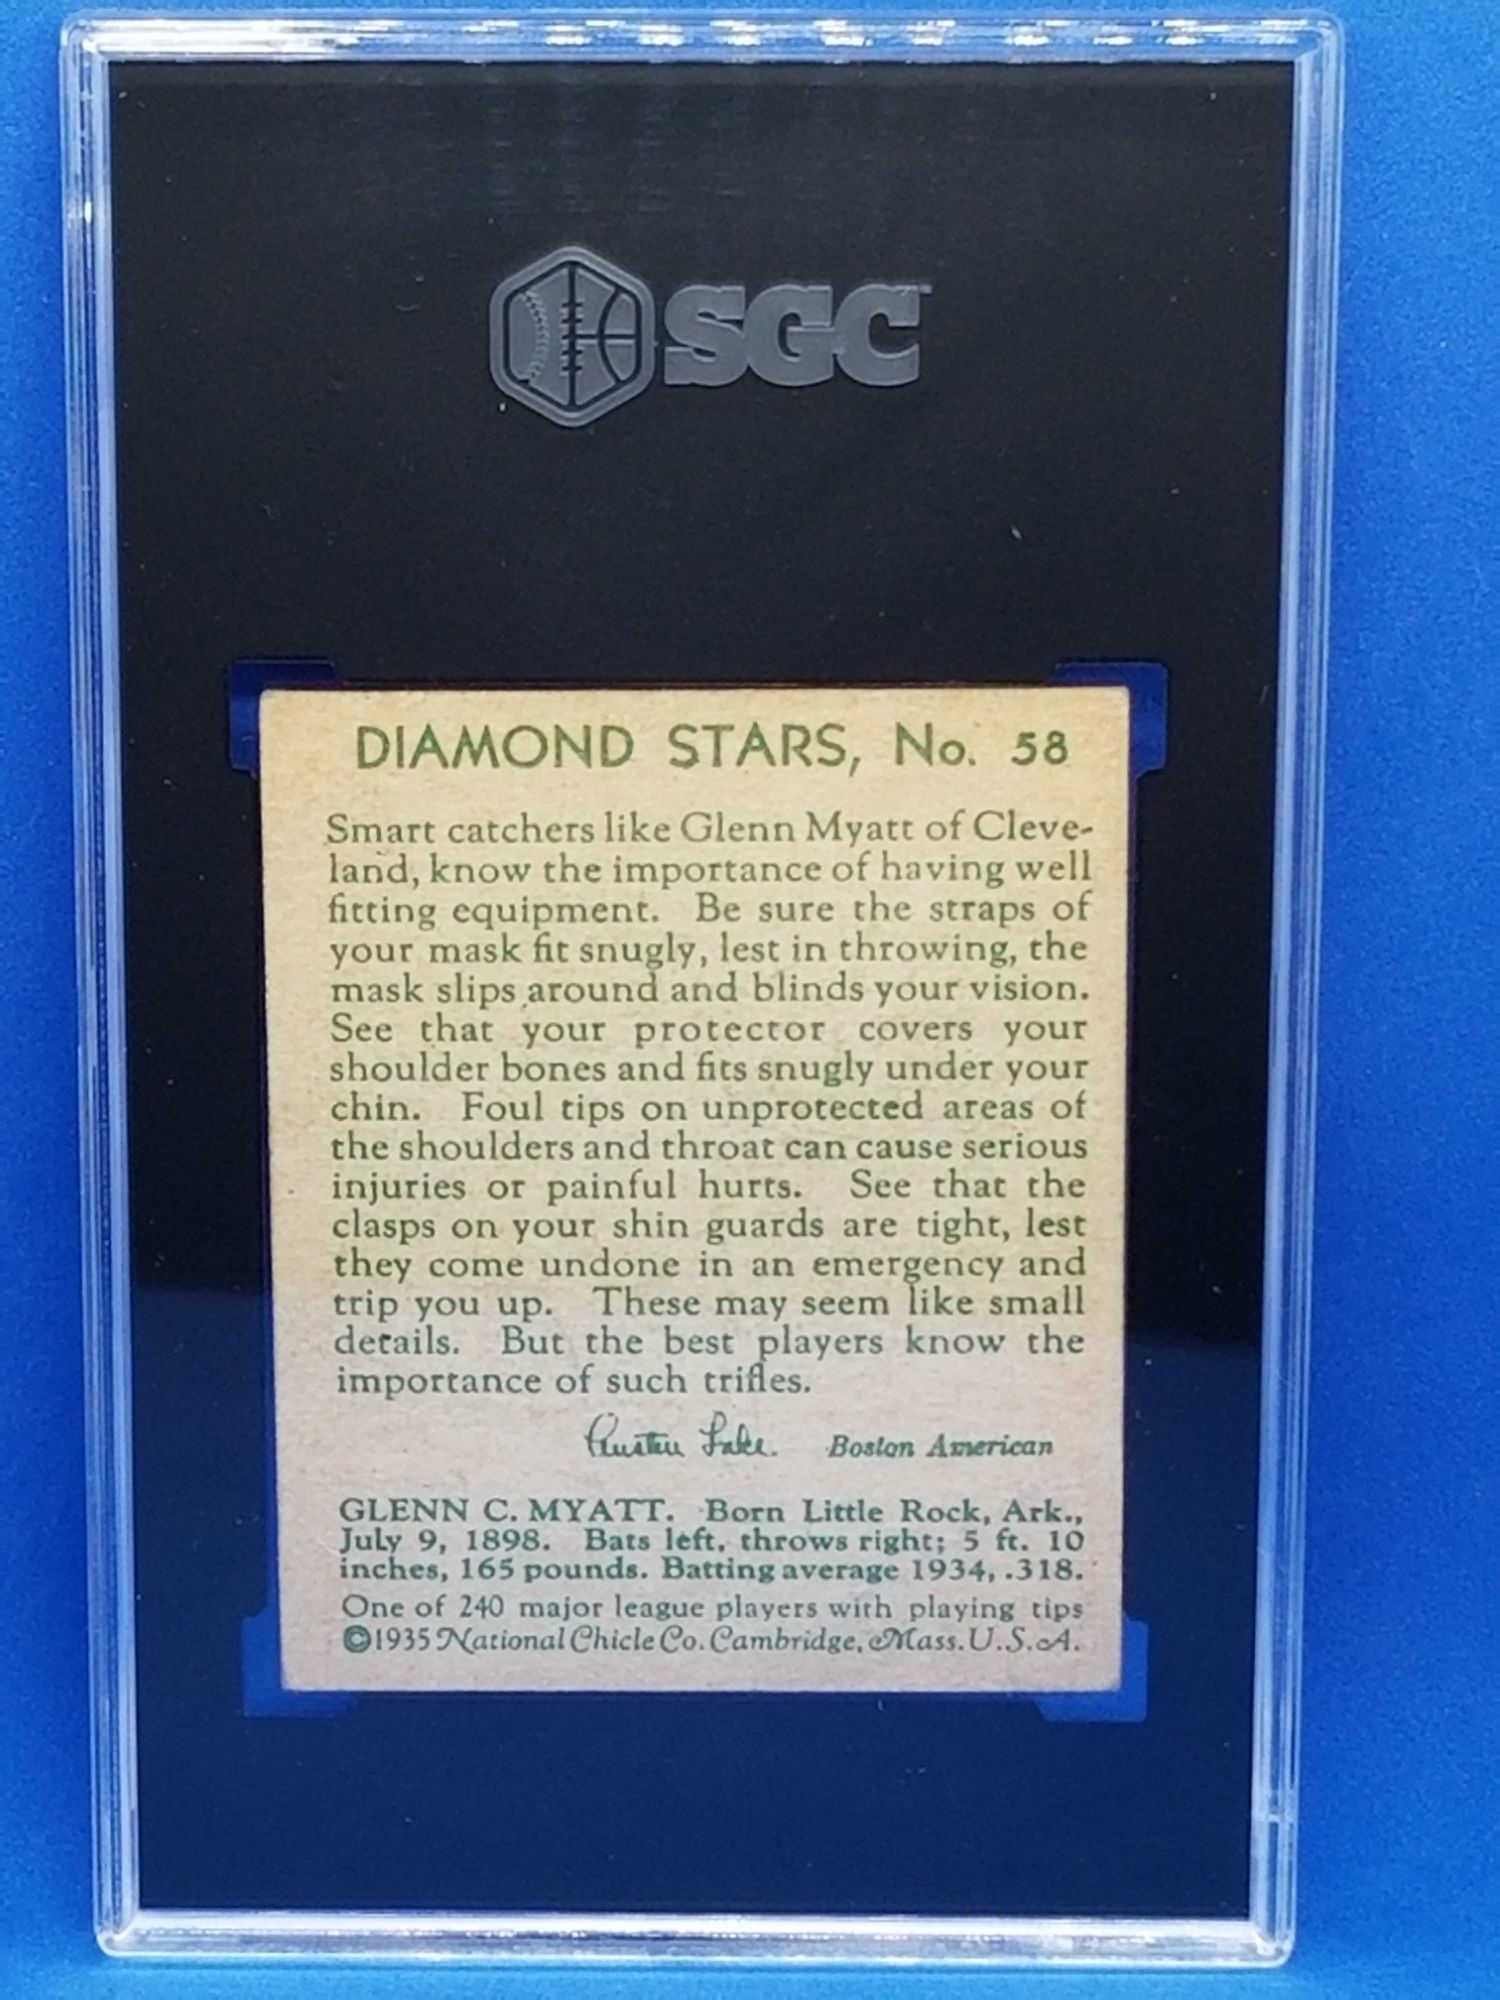 SGC
DIAMOND STARS, No. 58
Smart catchers like Glenn Myatt of Cleve-
land, know the importance of having well
fitting equipment. Be sure the straps of
your mask fit snugly, lest in throwing, the
mask slips around and blinds your vision.
See that your protector covers your
shoulder bones and fits snugly under your
chin. Foul tips on unprotected areas of
the shoulders and throat can cause serious
injuries or painful hurts. See that the
clasps on your shin guards are tight, lest
they come undone in an emergency and
trip you up. These may seem like small
details. But the best players know the
importance of such trifles.
Austen Lake. Boston American
GLENN C. MYATT. Born Little Rock, Ark.,
July 9, 1898. Bats left, throws right; 5 ft. 10
inches, 165 pounds. Batting average 1934, .318.
One of 240 major league players with playing tips
©1935 National Chicle Co. Cambridge, Mass. U.S.A.